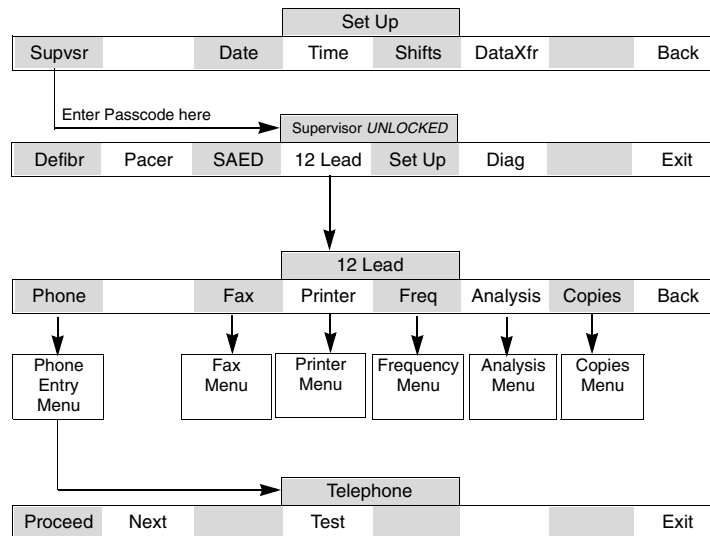 Set Up
Supvsr Date Time Shifts DataXfr Back
Enter Passcode here
Supervisor UNLOCKED
Defibr Pacer SAED 12 Lead Set Up Diag Exit
12 Lead
Phone Fax Printer Freq Analysis Copies Back
Phone
Entry
Menu
Fax
Menu
Printer
Menu
Frequency
Menu
Analysis
Menu
Copies
Menu
Telephone
Proceed Next Test Exit